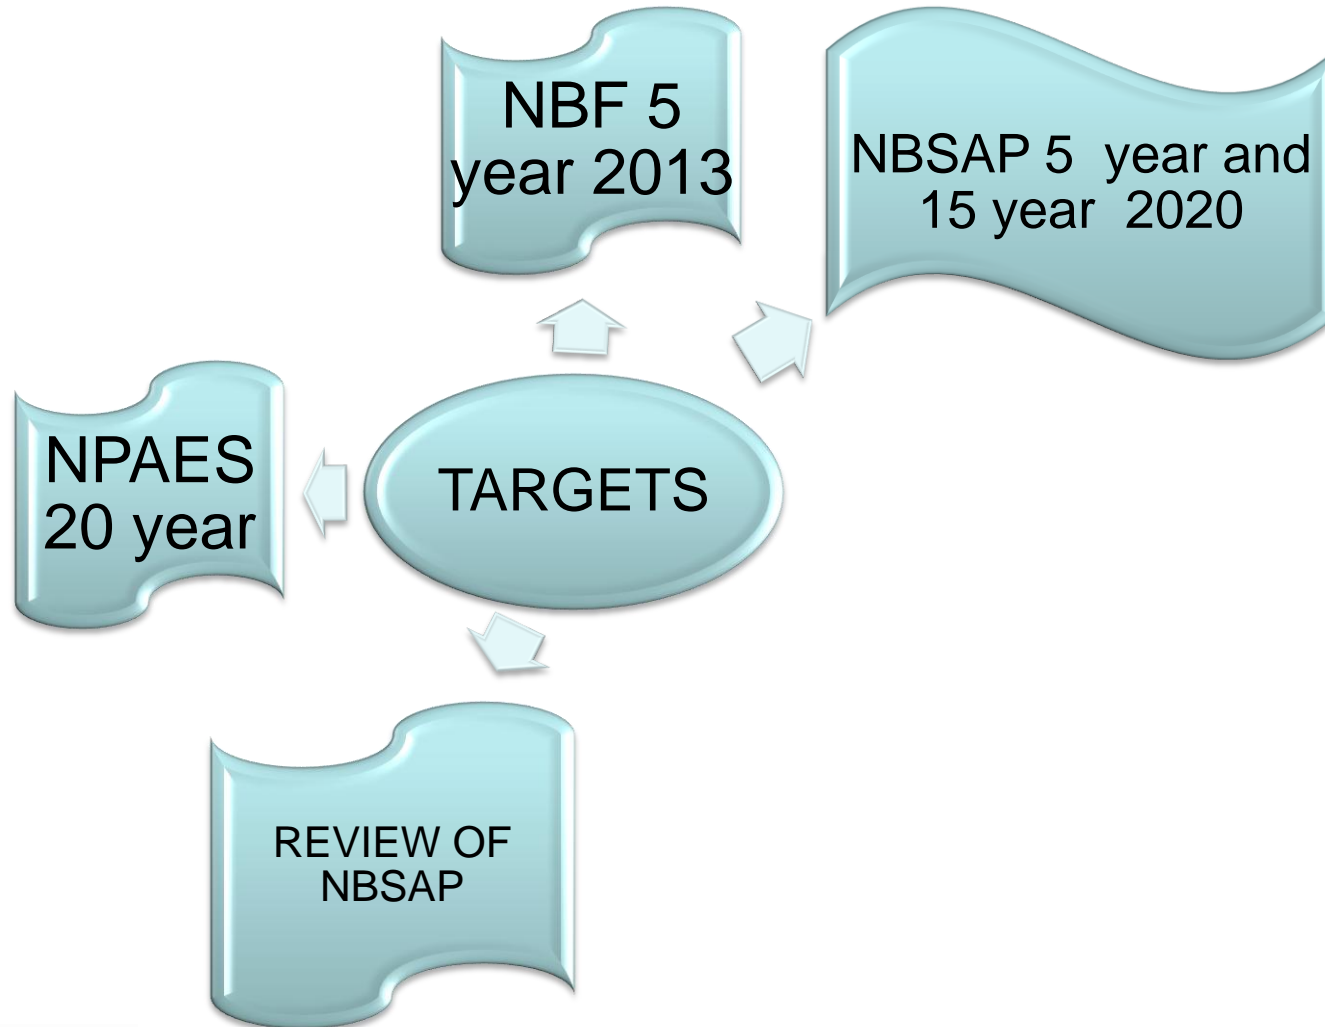 NBF 5
year 2013
NBSAP 5  year and
15 year  2020
NPAES
20 year
TARGETS
REVIEW OF
NBSAP